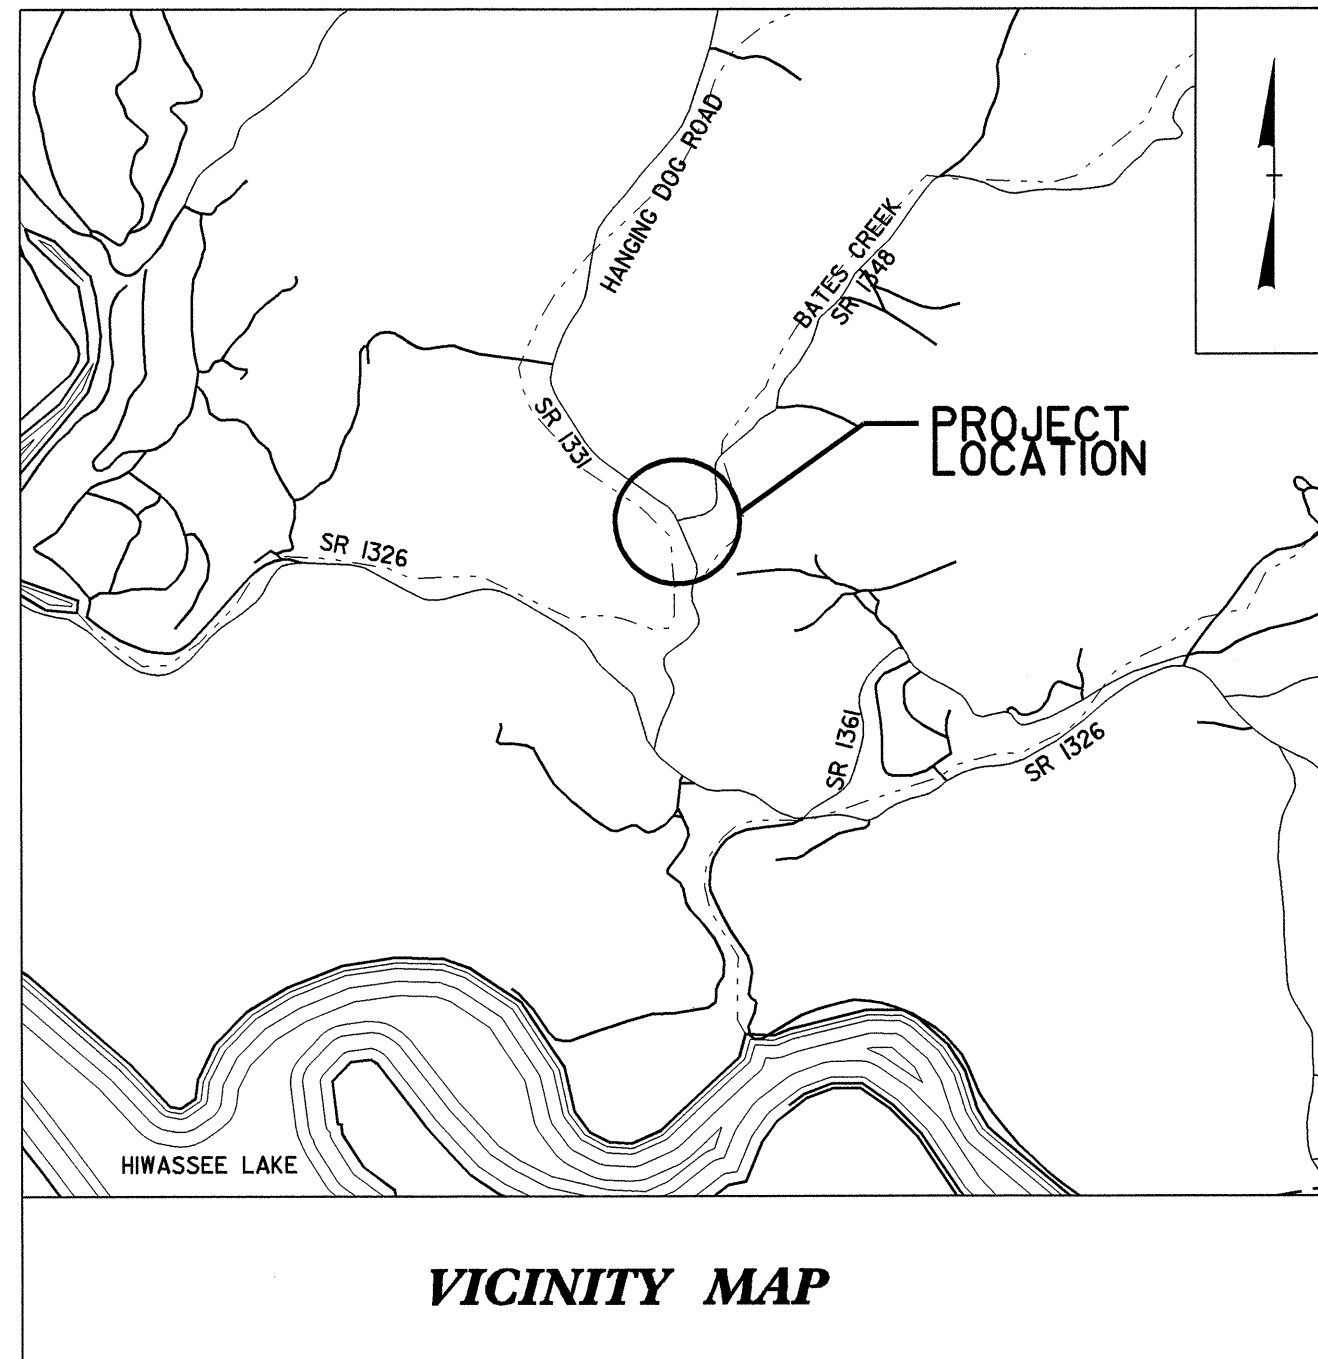 HANGING DOG ROAD
BATES CREEK
SR 1348
PROJECT
LOCATION
SR 1331
SR 1326
SR 1361
SR 1326
HIWASSEE LAKE
VICINITY MAP